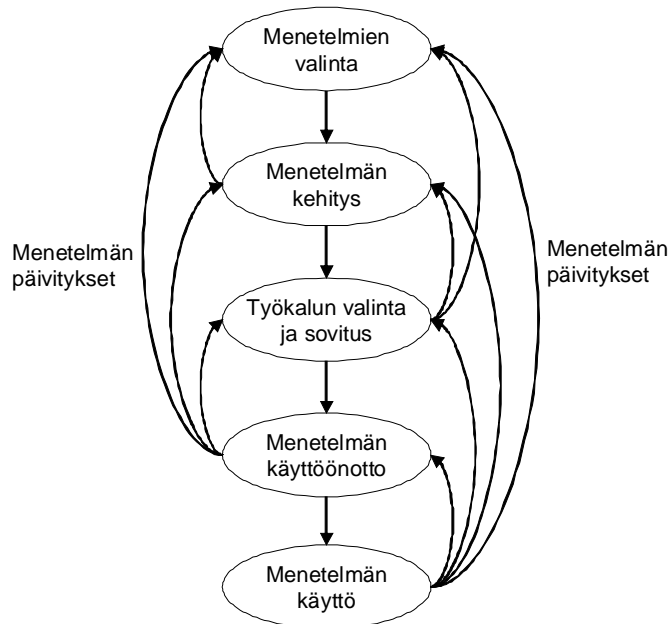 Menetelmien
valinta
Menetelmän
kehitys
Menetelmän
päivitykset
Menetelmän
päivitykset
Työkalun valinta
ja sovitus
Menetelmän
käyttöönotto
Menetelmän
käyttö